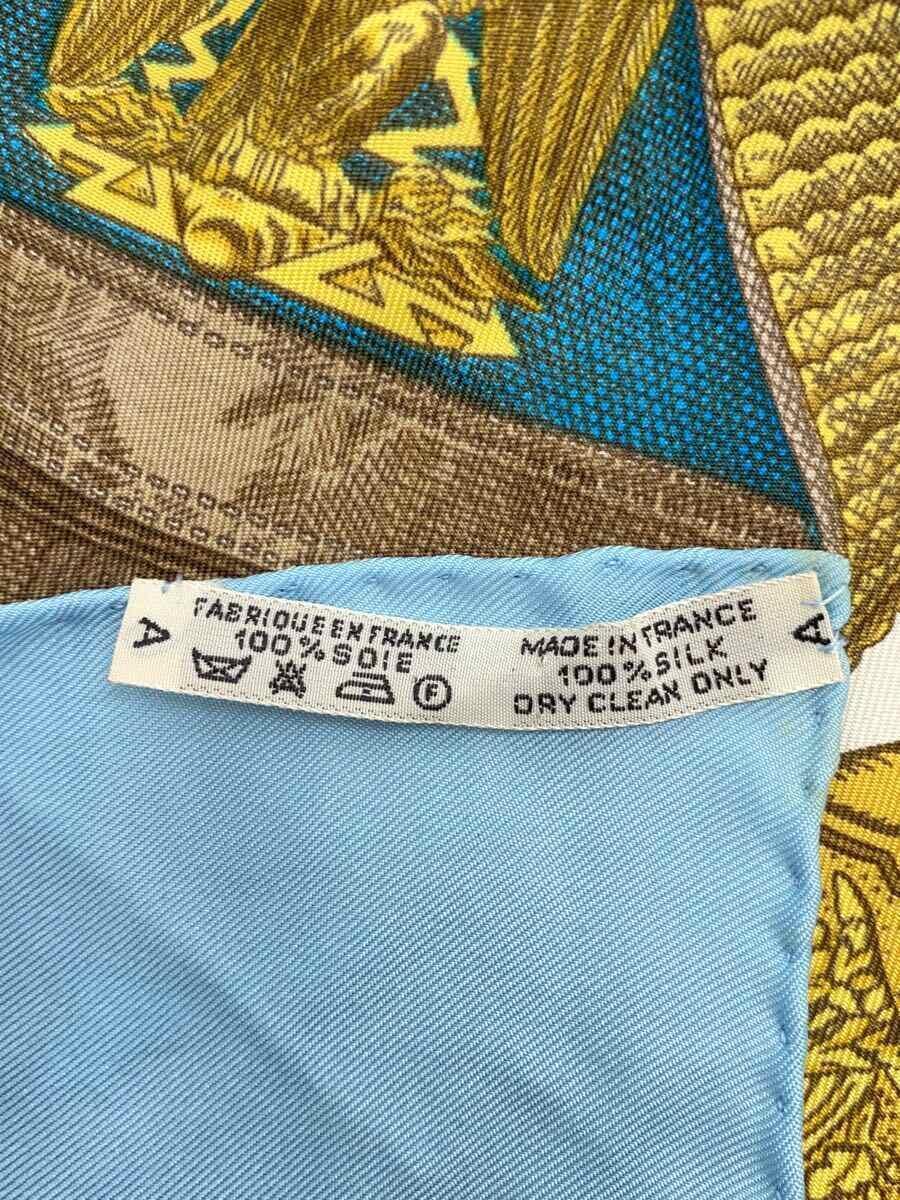 A
FABRIQUE EN FRANCE
100% SOIE
F
MADE IN FRANCE
100% SILK
DRY CLEAN ONLY
A